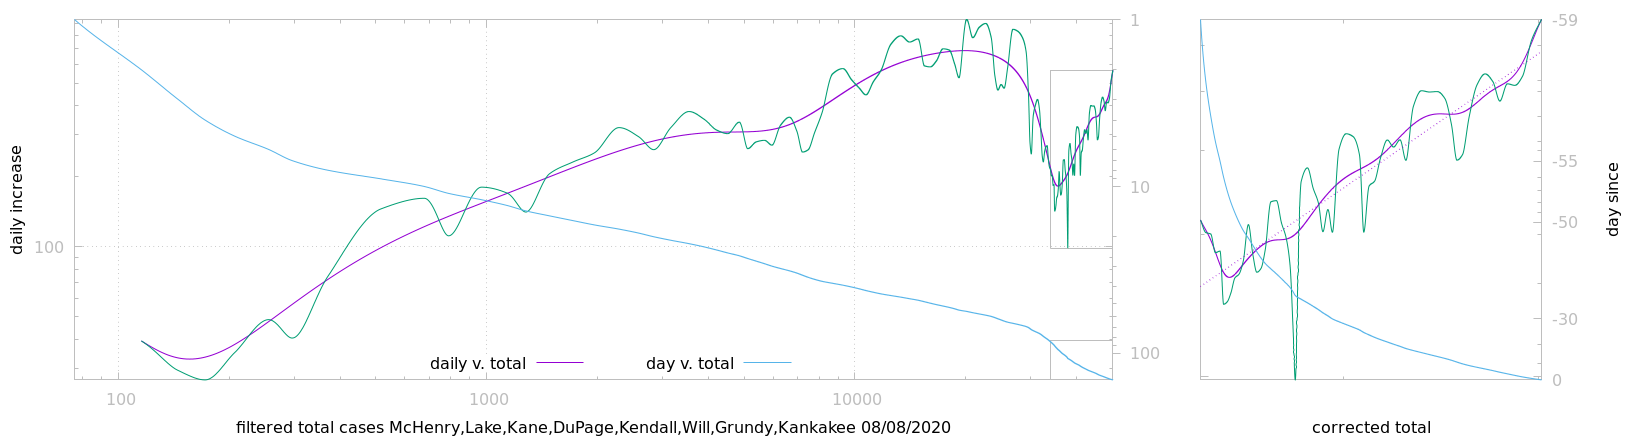 daily increase
100
daily v. total
day v. total
100
1000
10000
1
10
100
filtered total cases McHenry,Lake,Kane,DuPage,Kendall,Will,Grundy,Kankakee 08/08/2020
-59
-55
-50
-30
0
day since
corrected total